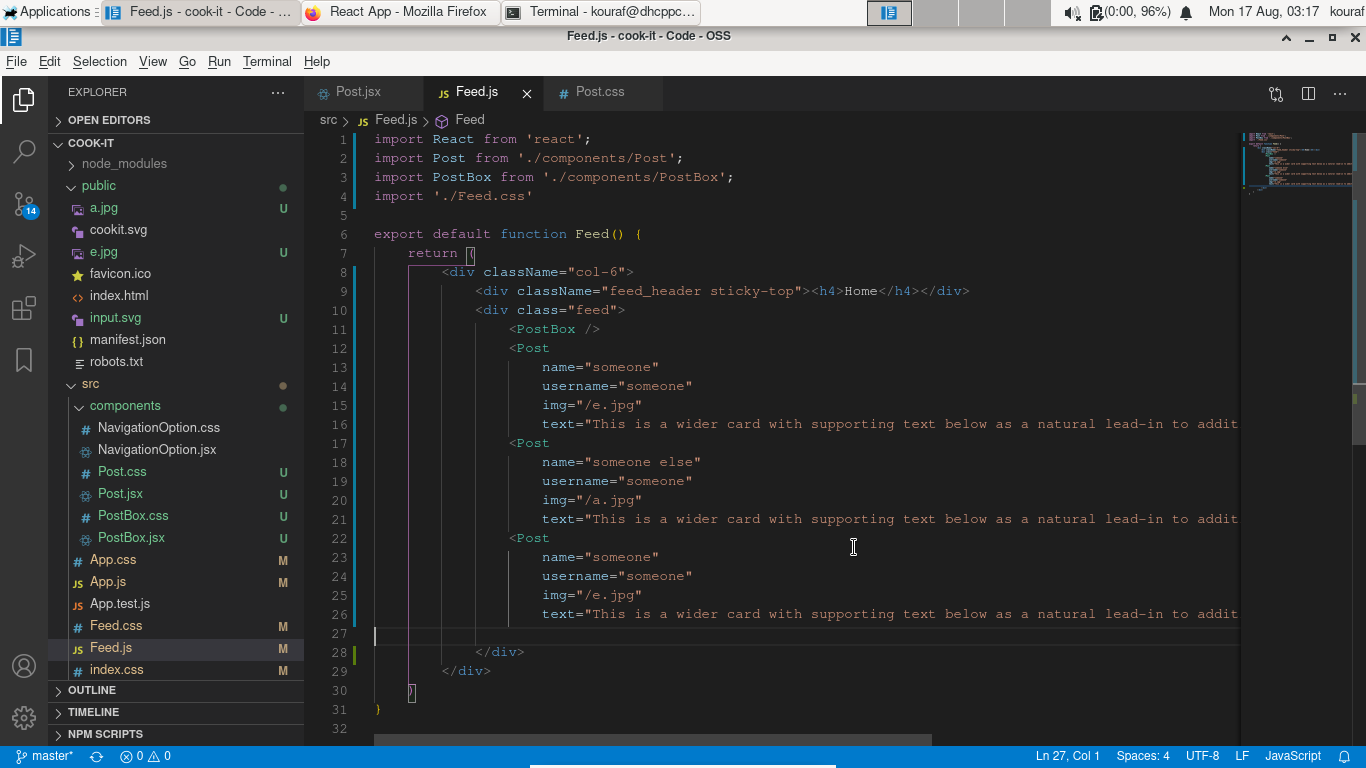 Applications
Feed.js - cook-it - Code - ...
React App - Mozilla Firefox
Terminal - kouraf@dhcppc...
(0:00, 96%)
Mon 17 Aug, 03:17
kouraf
Feed.js - cook-it - Code - OSS
File Edit Selection View Go Run Terminal Help
EXPLORER
OPEN EDITORS
COOK-IT
node_modules
public
a.jpg U
cookit.svg
e.jpg U
favicon.ico
index.html
input.svg U
manifest.json
robots.txt
src
components
NavigationOption.css
NavigationOption.jsx
Post.css U
Post.jsx U
PostBox.css U
PostBox.jsx U
App.css M
App.js M
App.test.js
Feed.css M
Feed.js M
index.css M
OUTLINE
TIMELINE
NPM SCRIPTS
14
Post.jsx
JS Feed.js
# Post.css
src > JS Feed.js > Feed
1 import React from 'react';
2 import Post from './components/Post';
3 import PostBox from './components/PostBox';
4 import './Feed.css'
5
6 export default function Feed() {
7 return (
8 <div className="col-6">
9 <div className="feed_header sticky-top"><h4>Home</h4></div>
10 <div class="feed">
11 <PostBox />
12 <Post
13 name="someone"
14 username="someone"
15 img="/e.jpg"
16 text="This is a wider card with supporting text below as a natural lead-in to addit
17 <Post
18 name="someone else"
19 username="someone"
20 img="/a.jpg"
21 text="This is a wider card with supporting text below as a natural lead-in to addit
22 <Post
23 name="someone"
24 username="someone"
25 img="/e.jpg"
26 text="This is a wider card with supporting text below as a natural lead-in to addit
27
28 </div>
29 </div>
30 )
31 }
32
master* 0 0
Ln 27, Col 1 Spaces: 4 UTF-8 LF JavaScript